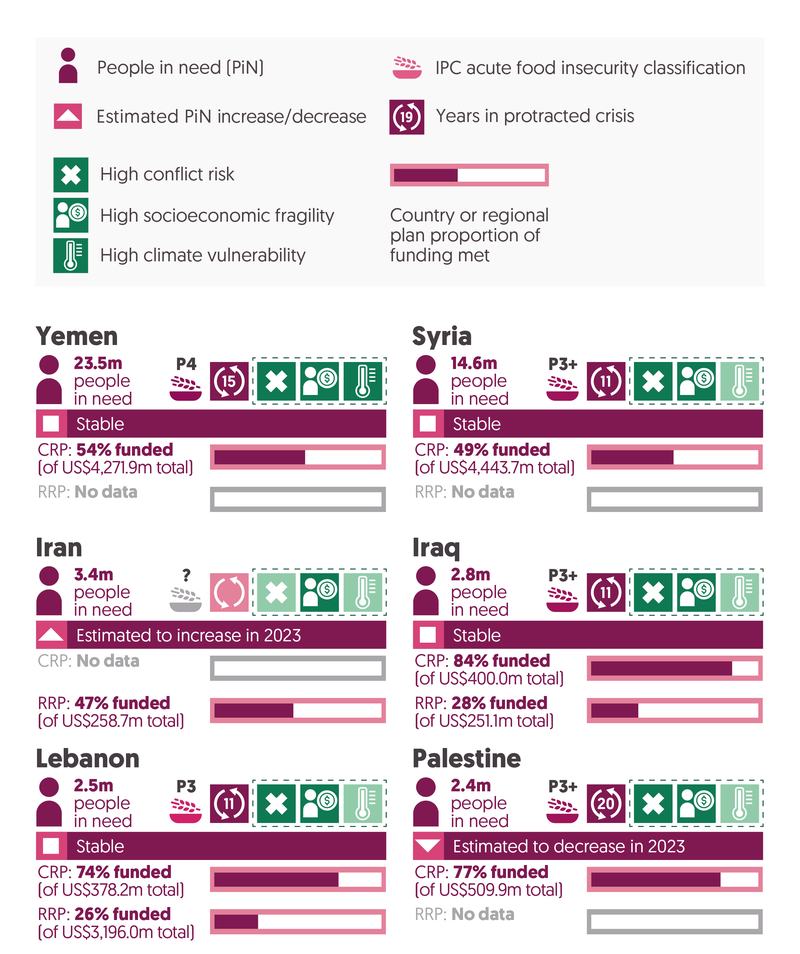 People in need (PiN)
IPC acute food insecurity classification
Estimated PiN increase/decrease
19
Years in protracted crisis
High conflict risk
High socioeconomic fragility
High climate vulnerability
Country or regional
plan proportion of
funding met
Yemen
23.5m
people
in need
P4
15
Stable
CRP: 54% funded
(of US$4,271.9m total)
RRP: No data
Syria
14.6m
people
in need
P3+
11
Stable
CRP: 49% funded
(of US$4,443.7m total)
RRP: No data
Iran
3.4m
people
in need
?
Estimated to increase in 2023
CRP: No data
RRP: 47% funded
(of US$258.7m total)
Iraq
2.8m
people
in need
P3+
11
Stable
CRP: 84% funded
(of US$400.0m total)
RRP: 28% funded
(of US$251.1m total)
Lebanon
2.5m
people
in need
P3
11
Stable
CRP: 74% funded
(of US$378.2m total)
RRP: 26% funded
(of US$3,196.0m total)
Palestine
2.4m
people
in need
P3+
20
Estimated to decrease in 2023
CRP: 77% funded
(of US$509.9m total)
RRP: No data